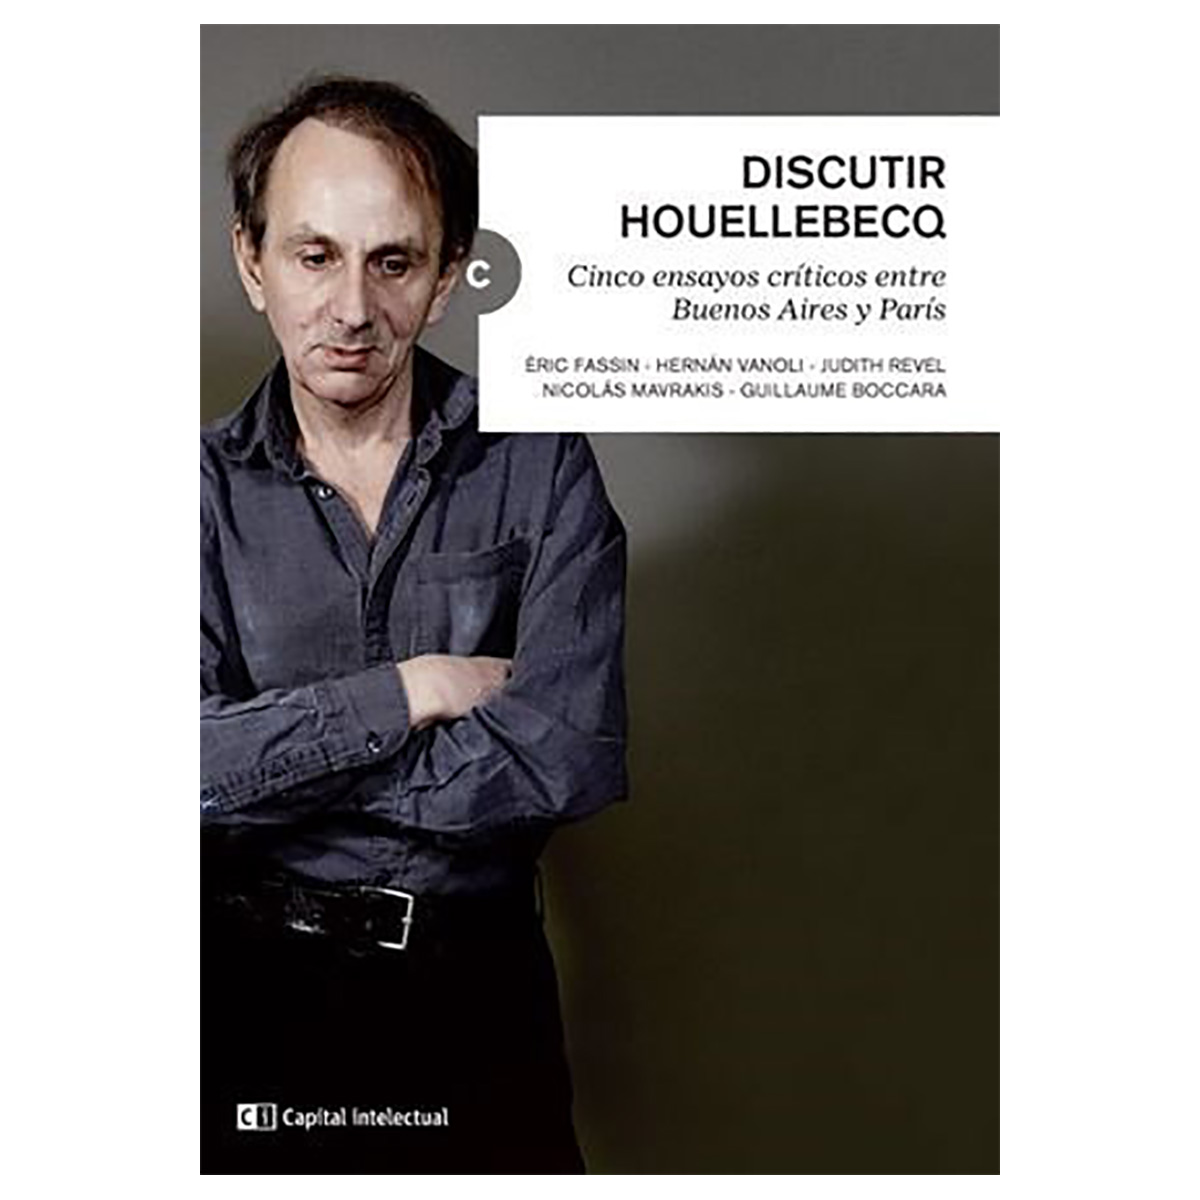 DISCUTIR
HOUELLEBECQ
C
Cinco ensayos críticos entre
Buenos Aires y París
ÉRIC FASSIN - HERNÁN VANOLI - JUDITH REVEL
NICOLÁS MAVRAKIS - GUILLAUME BOCCARA
CI Capital intelectual